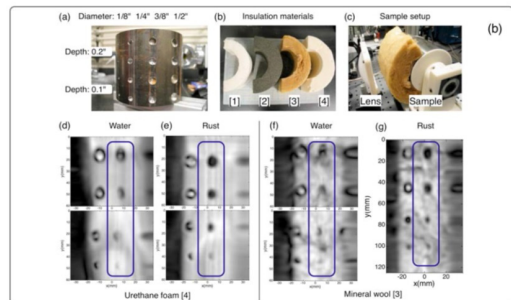 (a) Diameter: 1/8" 1/4" 3/8" 1/2"
Depth: 0.2"
Depth: 0.1"
(b) Insulation materials
[1] [2] [3] [4]
(c) Sample setup
Lens Sample
(b)
(d) Water
(e) Rust
(f) Water
(g) Rust
y(mm)
0
20
40
60
80
100
120
-20 0 20
x(mm)
Urethane foam [4]
Mineral wool [3]